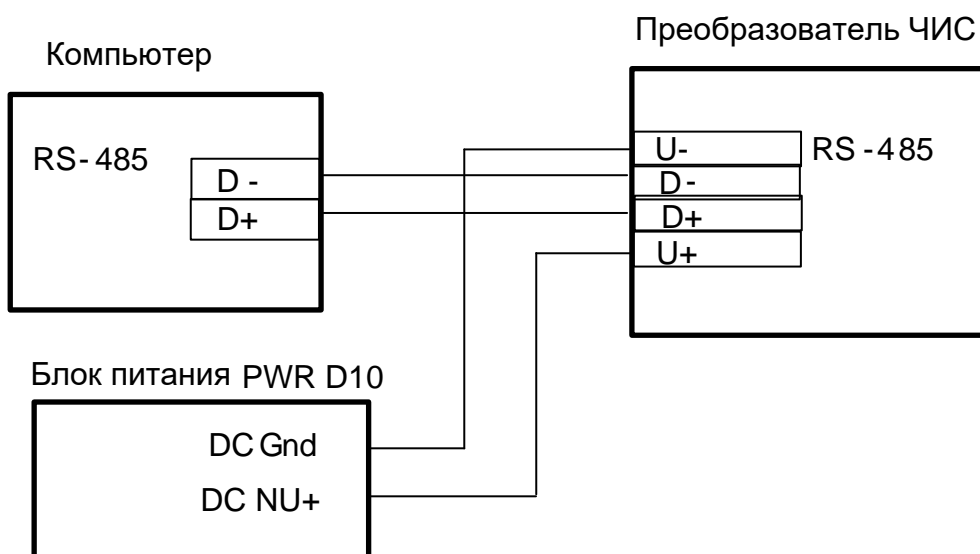 Компьютер
Преобразователь ЧИС
RS-485
D -
D+
U-
D-
D+
U+
RS-485
Блок питания PWR D10
DC Gnd
DC NU+